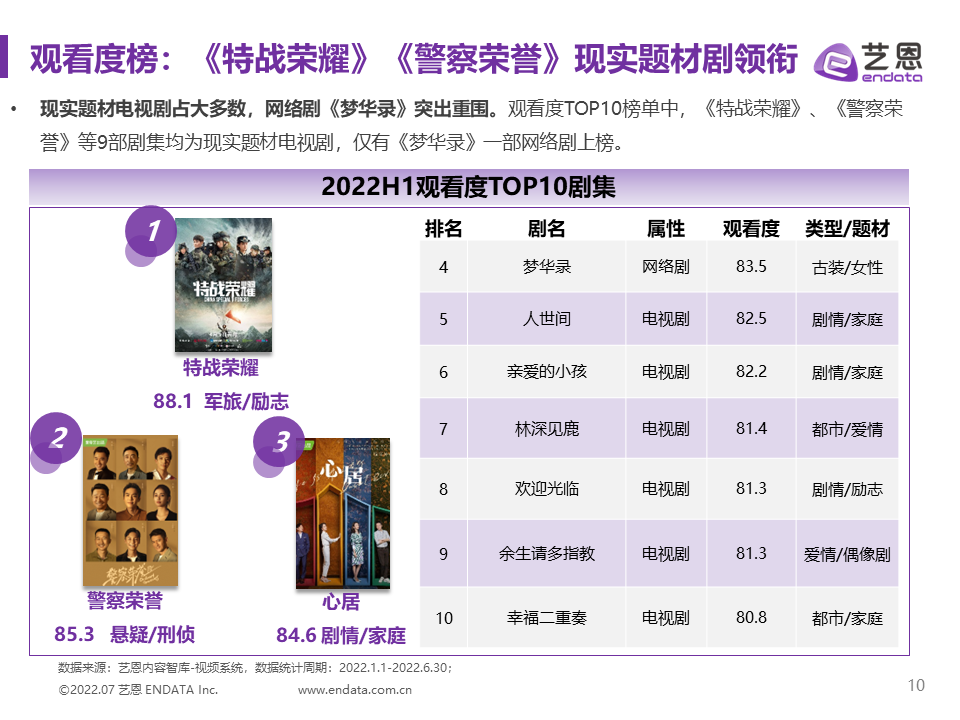 观看度榜：《特战荣耀》《警察荣誉》现实题材剧领衔
艺恩
endata
• 现实题材电视剧占大多数，网络剧《梦华录》突出重围。观看度TOP10榜单中，《特战荣耀》、《警察荣
誉》等9部剧集均为现实题材电视剧，仅有《梦华录》一部网络剧上榜。
2022H1观看度TOP10剧集
1
特战荣耀
CHINA SPECIAL FORCES
特战荣耀
88.1 军旅/励志
2
警察荣誉
警察荣誉
85.3 悬疑/刑侦
3
心居
心居
84.6 剧情/家庭
排名 剧名 属性 观看度 类型/题材
4 梦华录 网络剧 83.5 古装/女性
5 人世间 电视剧 82.5 剧情/家庭
6 亲爱的小孩 电视剧 82.2 剧情/家庭
7 林深见鹿 电视剧 81.4 都市/爱情
8 欢迎光临 电视剧 81.3 剧情/励志
9 余生请多指教 电视剧 81.3 爱情/偶像剧
10 幸福二重奏 电视剧 80.8 都市/家庭
数据来源：艺恩内容智库-视频系统，数据统计周期：2022.1.1-2022.6.30；
©2022.07 艺恩 ENDATA Inc. www.endata.com.cn
10